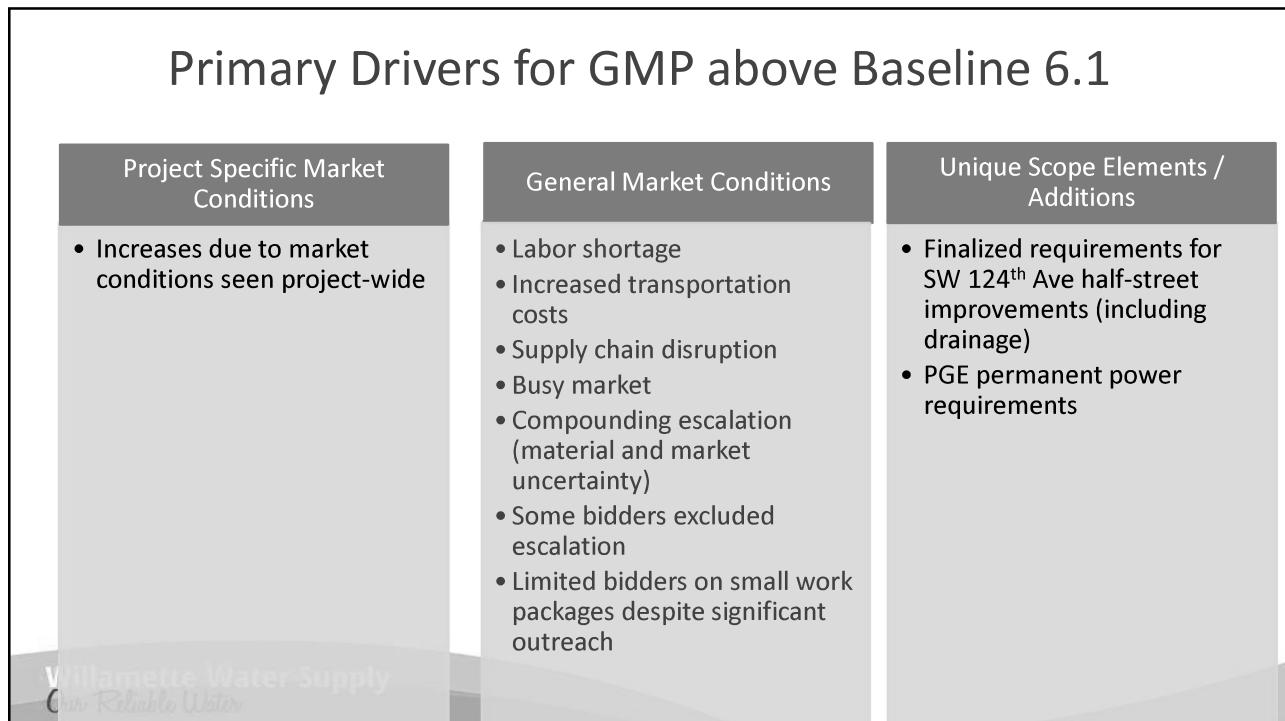 Primary Drivers for GMP above Baseline 6.1
Project Specific Market
Conditions
• Increases due to market
conditions seen project-wide
General Market Conditions
• Labor shortage
• Increased transportation
costs
• Supply chain disruption
• Busy market
• Compounding escalation
(material and market
uncertainty)
• Some bidders excluded
escalation
• Limited bidders on small work
packages despite significant
outreach
Unique Scope Elements /
Additions
• Finalized requirements for
SW 124th Ave half-street
improvements (including
drainage)
• PGE permanent power
requirements
Willamette Water Supply
Our Reliable Water